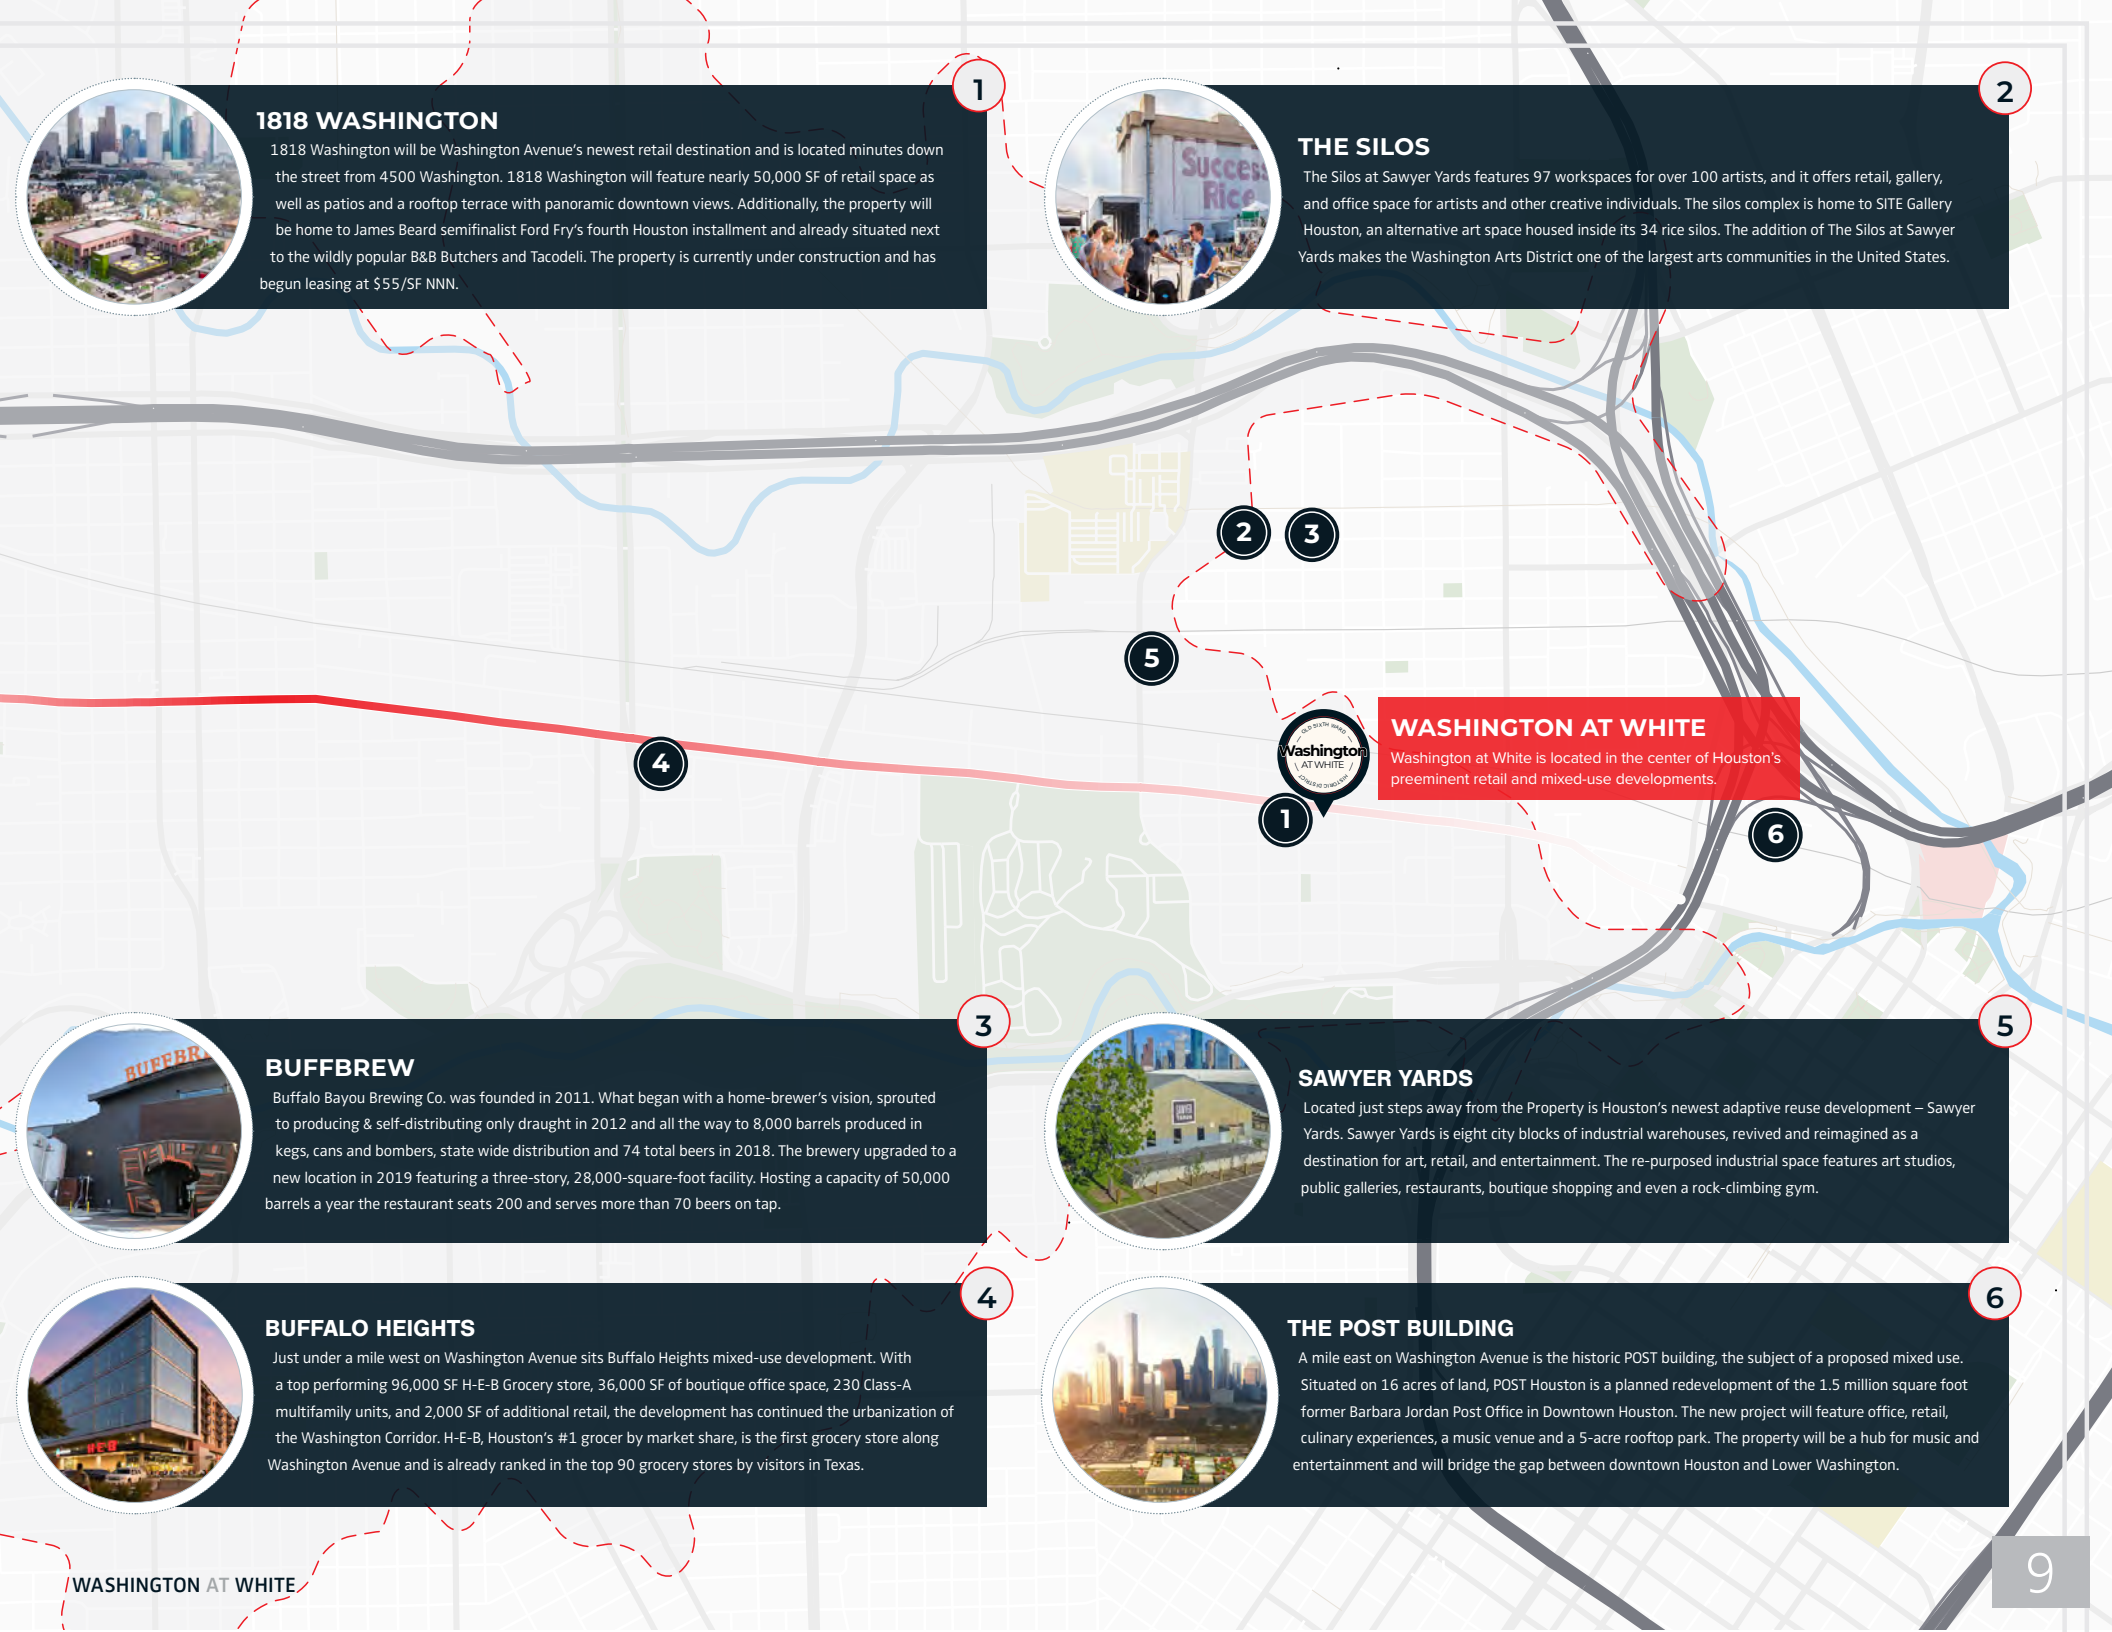 1
1818 WASHINGTON
1818 Washington will be Washington Avenue's newest retail destination and is located minutes down
the street from 4500 Washington. 1818 Washington will feature nearly 50,000 SF of retail space as
well as patios and a rooftop terrace with panoramic downtown views. Additionally, the property will
be home to James Beard semifinalist Ford Fry's fourth Houston installment and already situated next
to the wildly popular B&B Butchers and Tacodeli. The property is currently under construction and has
begun leasing at $55/SF NNN.
2
Success
Rice
THE SILOS
The Silos at Sawyer Yards features 97 workspaces for over 100 artists, and it offers retail, gallery,
and office space for artists and other creative individuals. The silos complex is home to SITE Gallery
Houston, an alternative art space housed inside its 34 rice silos. The addition of The Silos at Sawyer
Yards makes the Washington Arts District one of the largest arts communities in the United States.
2
3
5
4
OLD SIXTH WARD
Washington
AT WHITE
HISTORIC DISTRICT
1
WASHINGTON AT WHITE
Washington at White is located in the center of Houston's
preeminent retail and mixed-use developments.
6
3
BUFFBR
BUFFBREW
Buffalo Bayou Brewing Co. was founded in 2011. What began with a home-brewer's vision, sprouted
to producing & self-distributing only draught in 2012 and all the way to 8,000 barrels produced in
kegs, cans and bombers, state wide distribution and 74 total beers in 2018. The brewery upgraded to a
new location in 2019 featuring a three-story, 28,000-square-foot facility. Hosting a capacity of 50,000
barrels a year the restaurant seats 200 and serves more than 70 beers on tap.
5
SAWYER YARDS
SAWYER YARDS
Located just steps away from the Property is Houston's newest adaptive reuse development – Sawyer
Yards. Sawyer Yards is eight city blocks of industrial warehouses, revived and reimagined as a
destination for art, retail, and entertainment. The re-purposed industrial space features art studios,
public galleries, restaurants, boutique shopping and even a rock-climbing gym.
4
HEB
BUFFALO HEIGHTS
Just under a mile west on Washington Avenue sits Buffalo Heights mixed-use development. With
a top performing 96,000 SF H-E-B Grocery store, 36,000 SF of boutique office space, 230 Class-A
multifamily units, and 2,000 SF of additional retail, the development has continued the urbanization of
the Washington Corridor. H-E-B, Houston's #1 grocer by market share, is the first grocery store along
Washington Avenue and is already ranked in the top 90 grocery stores by visitors in Texas.
6
THE POST BUILDING
A mile east on Washington Avenue is the historic POST building, the subject of a proposed mixed use.
Situated on 16 acres of land, POST Houston is a planned redevelopment of the 1.5 million square foot
former Barbara Jordan Post Office in Downtown Houston. The new project will feature office, retail,
culinary experiences, a music venue and a 5-acre rooftop park. The property will be a hub for music and
entertainment and will bridge the gap between downtown Houston and Lower Washington.
WASHINGTON AT WHITE
9